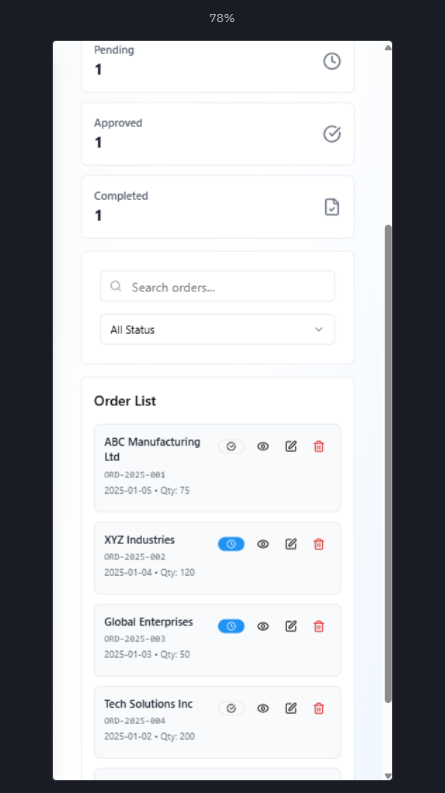 78%
Pending
1
Approved
1
Completed
1
Search orders...
All Status
Order List
ABC Manufacturing
Ltd
ORD-2025-001
2025-01-05 • Qty: 75
XYZ Industries
ORD-2025-002
2025-01-04 • Qty: 120
Global Enterprises
ORD-2025-003
2025-01-03 • Qty: 50
Tech Solutions Inc
ORD-2025-004
2025-01-02 • Qty: 200